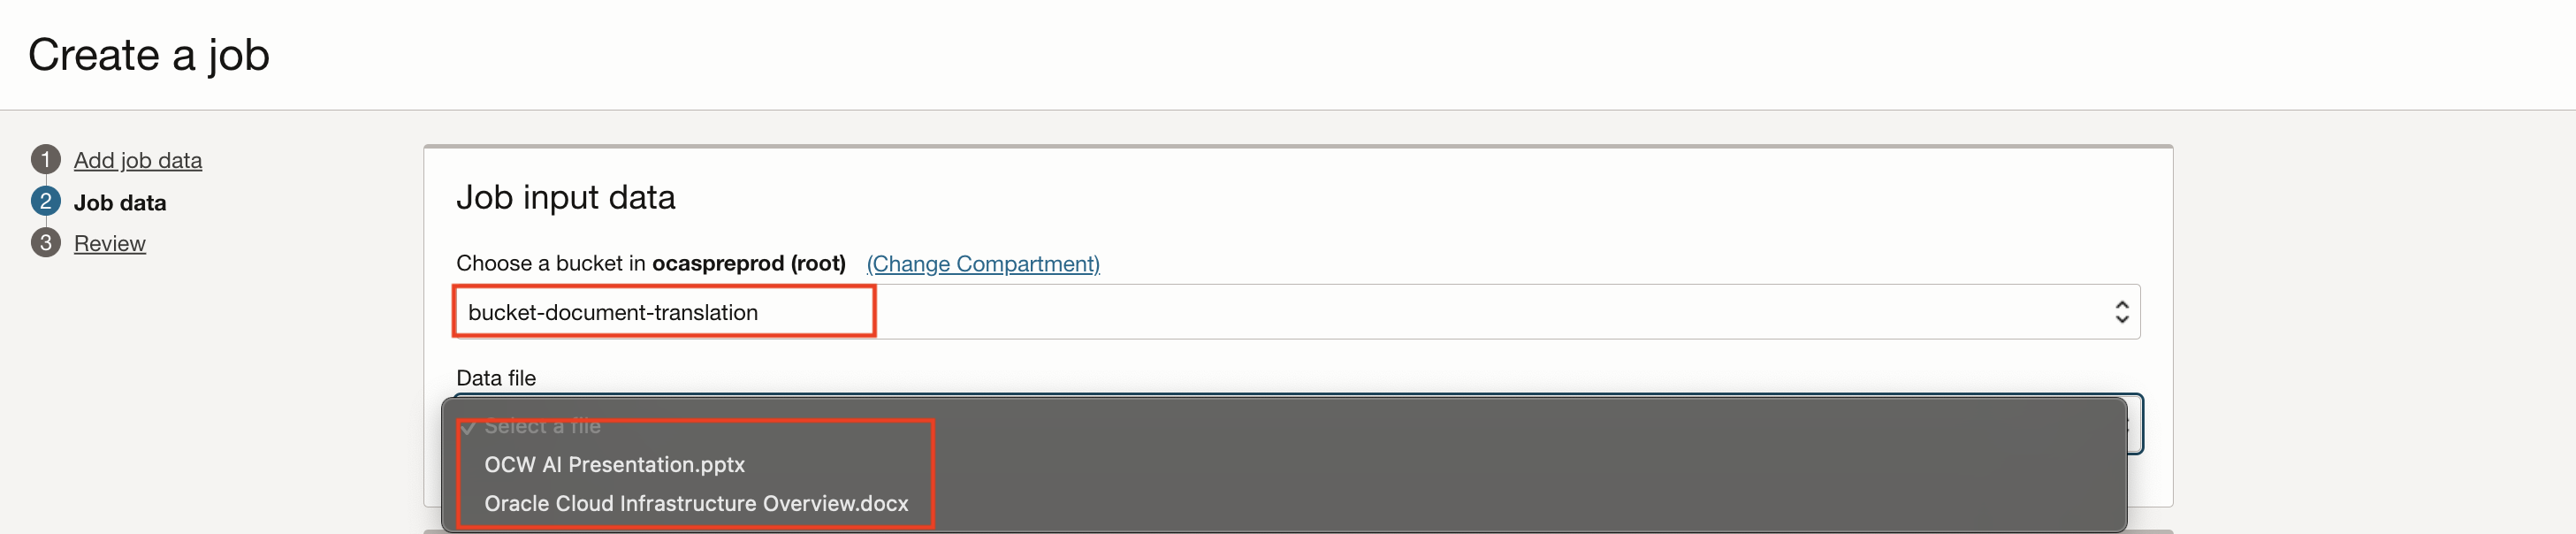 Create a job
1 Add job data
2 Job data
3 Review
Job input data
Choose a bucket in ocaspreprod (root) (Change Compartment)
bucket-document-translation
Data file
Select a file
OCW AI Presentation.pptx
Oracle Cloud Infrastructure Overview.docx